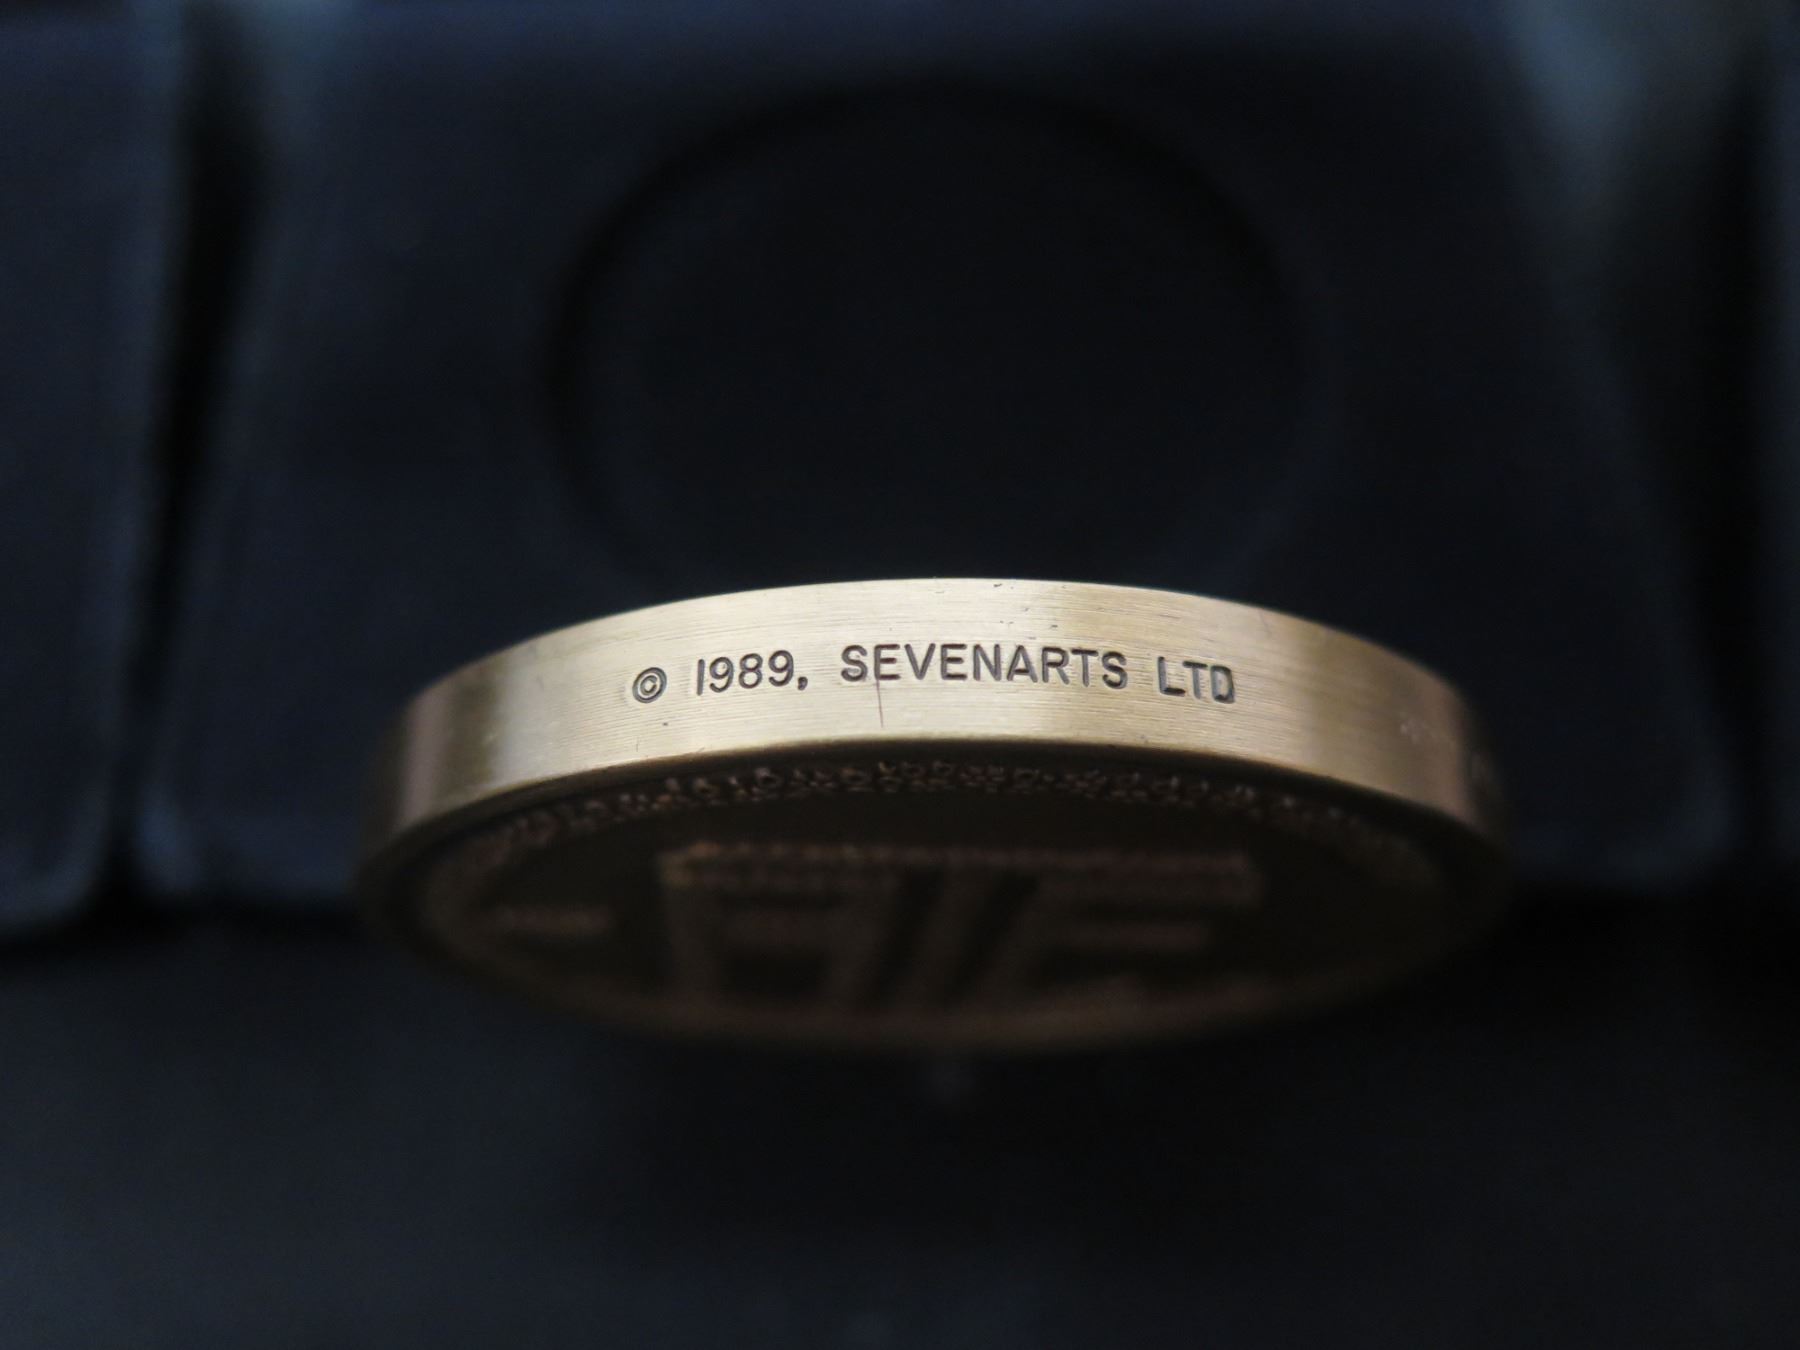 © 1989, SEVENARTS LTD